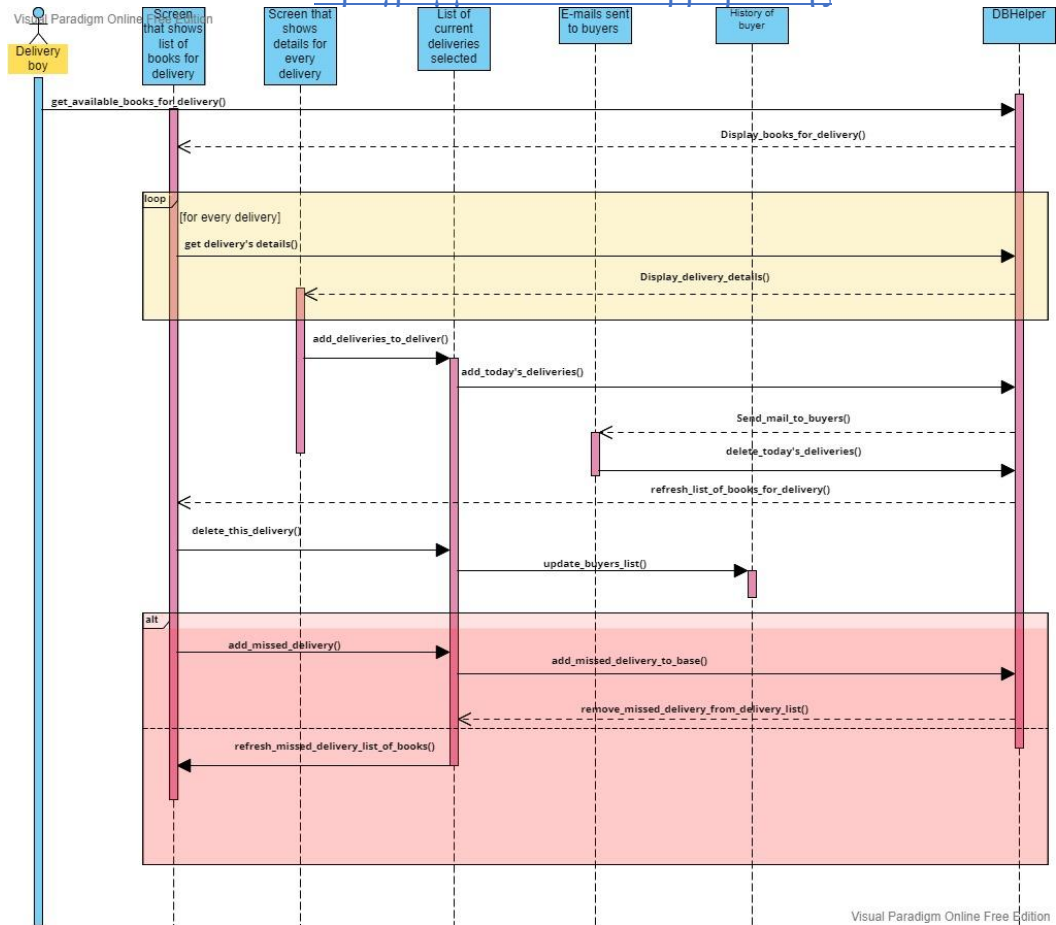 Visual Paradigm Online Free Edition
Delivery
boy
Screen
that shows
list of
books for
delivery
Screen that
shows
details for
every
delivery
List of
current
deliveries
selected
E-mails sent
to buyers
History of
buyer
DBHelper
get_available_books_for_delivery()
Display_books_for_delivery()
loop
[for every delivery]
get delivery's details()
Display_delivery_details()
add_deliveries_to_deliver()
add_today's_deliveries()
Send_mail_to_buyers()
delete_today's_deliveries()
refresh_list_of_books_for_delivery()
delete_this_delivery()
update_buyers_list()
alt
add_missed_delivery()
add_missed_delivery_to_base()
remove_missed_delivery_from_delivery_list()
refresh_missed_delivery_list_of_books()
Visual Paradigm Online Free Edition